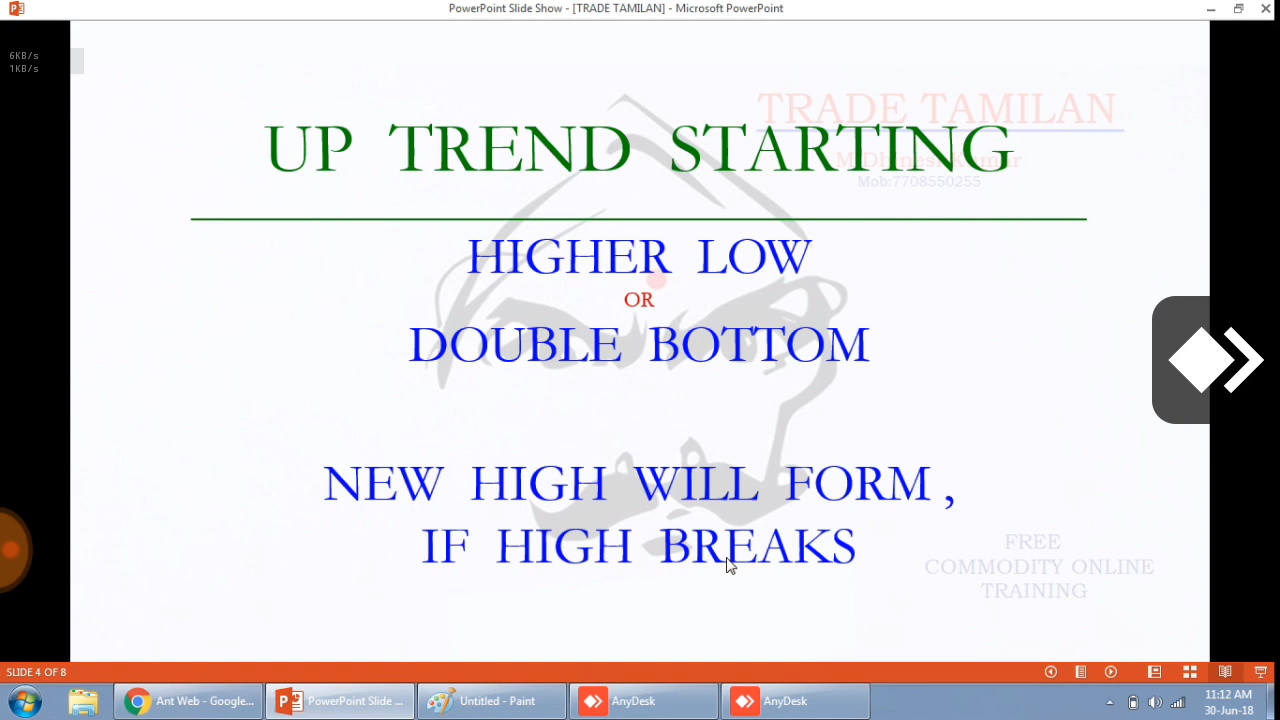 PowerPoint Slide Show - [TRADE TAMILAN] - Microsoft PowerPoint
6KB/s
1KB/s
TRADE TAMILAN
UP TREND STARTING
M.Dhinesh Kumar
Mob:7708550255
HIGHER LOW
OR
DOUBLE BOTTOM
NEW HIGH WILL FORM ,
IF HIGH BREAKS
FREE
COMMODITY ONLINE
TRAINING
SLIDE 4 OF 8
Ant Web - Google...
PowerPoint Slide ...
Untitled - Paint
AnyDesk
AnyDesk
11:12 AM
30-Jun-18